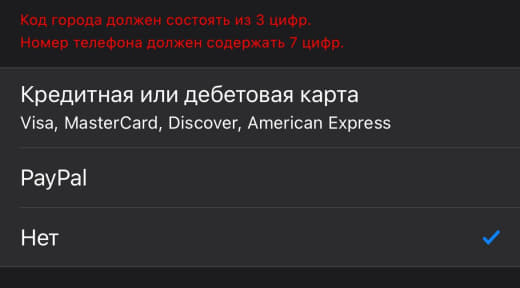 Код города должен состоять из 3 цифр.
Номер телефона должен содержать 7 цифр.
Кредитная или дебетовая карта
Visa, MasterCard, Discover, American Express
PayPal
Нет